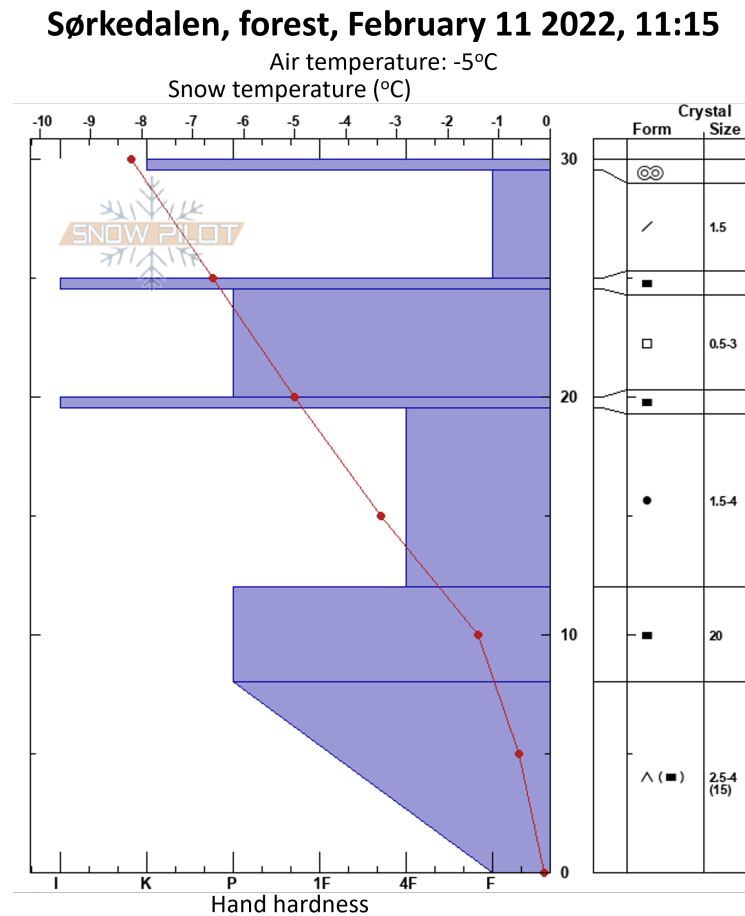 Sørkedalen, forest, February 11 2022, 11:15
Air temperature: -5°C
Snow temperature (°C)
Crystal
-10 -9 -8 -7 -6 -5 -4 -3 -2 -1 0
Form Size
30
SNOW PILOT
1.5
0.5-3
20
1.5-4
10
20
2.5-4
(15)
0
I K P 1F 4F F
Hand hardness